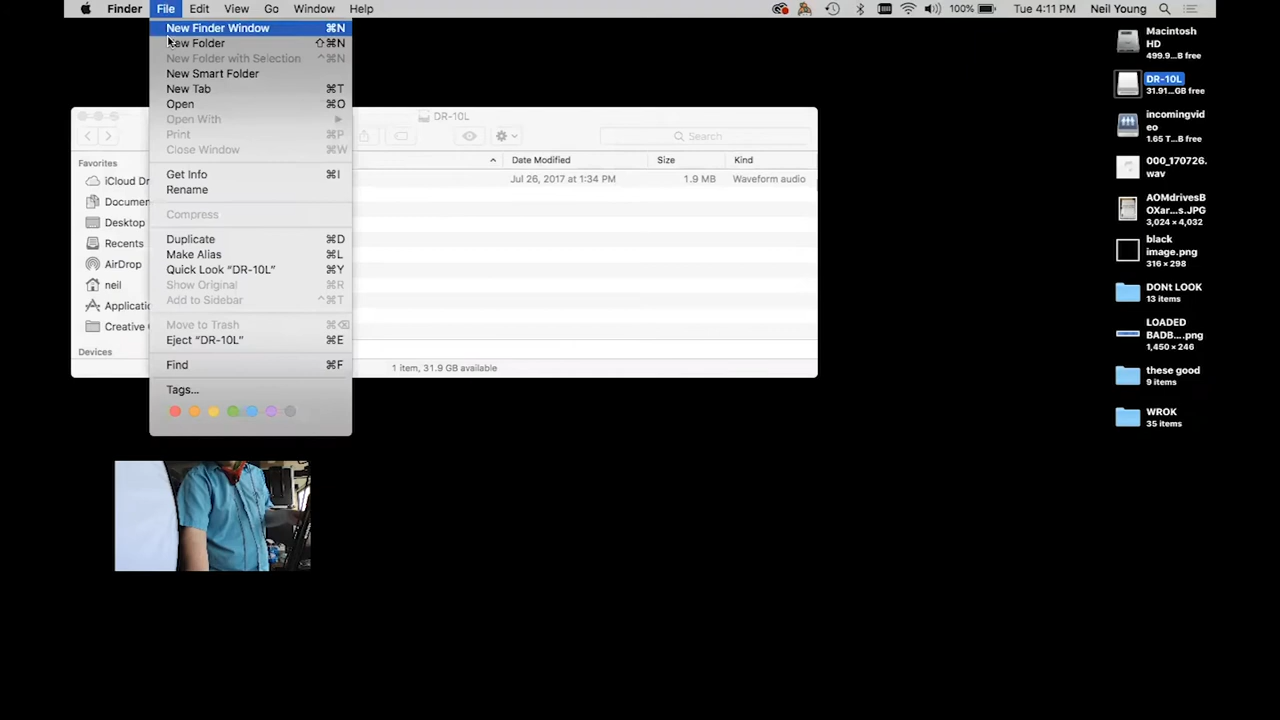 Finder File Edit View Go Window Help 100% Tue 4:11 PM Neil Young
New Finder Window ⌘N
New Folder ⇧⌘N
New Folder with Selection ^⌘N
New Smart Folder
New Tab ⌘T
Open ⌘O
Open With
Print ⌘P
Close Window ⌘W
Get Info ⌘I
Rename
Compress
Duplicate ⌘D
Make Alias ⌘L
Quick Look “DR-10L” ⌘Y
Show Original ⌘R
Add to Sidebar ^⌘T
Move to Trash ⌘⌫
Eject “DR-10L” ⌘E
Find ⌘F
Tags...
DR-10L
Search
Favorites
iCloud Dr
Documen
Desktop
Recents
AirDrop
neil
Applicatio
Creative
Devices
Date Modified Size Kind
Jul 26, 2017 at 1:34 PM 1.9 MB Waveform audio
1 item, 31.9 GB available
Macintosh
HD
499.9...B free
DR-10L
31.91...GB free
incomingvid
eo
1.65 T...B free
000_170726.
wav
AOMdrivesB
OXar...s.JPG
3,024 × 4,032
black
image.png
316 × 298
DONt LOOK
13 items
LOADED
BADB....png
1,450 × 246
these good
9 items
WROK
35 items